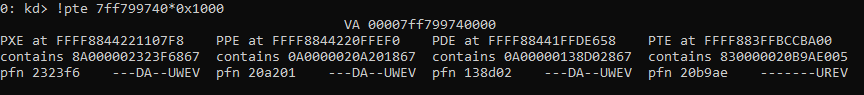 0: kd> !pte 7ff799740*0x1000
VA 00007ff799740000
PXE at FFFF8844221107F8    PPE at FFFF8844220FFEF0    PDE at FFFF88441FFDE658    PTE at FFFF883FFBCCBA00
contains 8A000002323F6867  contains 0A0000020A201867  contains 0A00000138D02867  contains 830000020B9AE005
pfn 2323f6    ---DA--UWEV  pfn 20a201    ---DA--UWEV  pfn 138d02    ---DA--UWEV  pfn 20b9ae    -------UREV